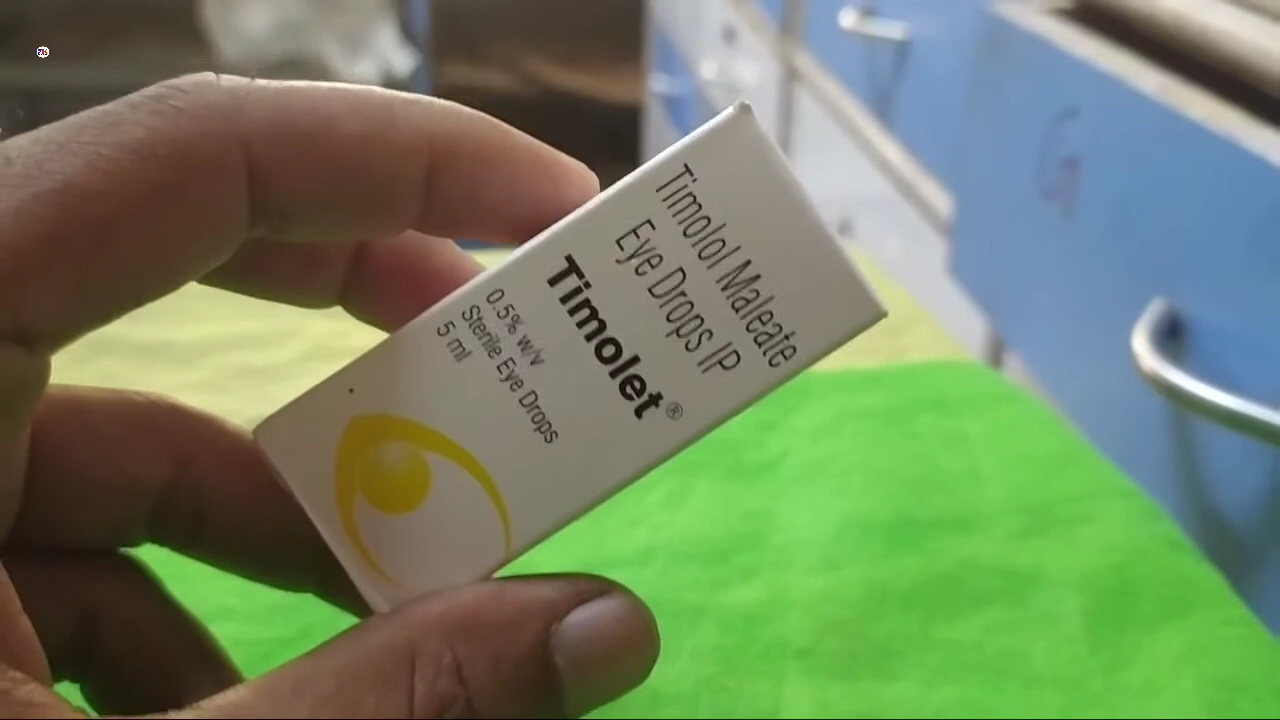 Timolol Maleate
Eye Drops IP
Timolet®
0.5% w/v
Sterile Eye Drops
5 ml